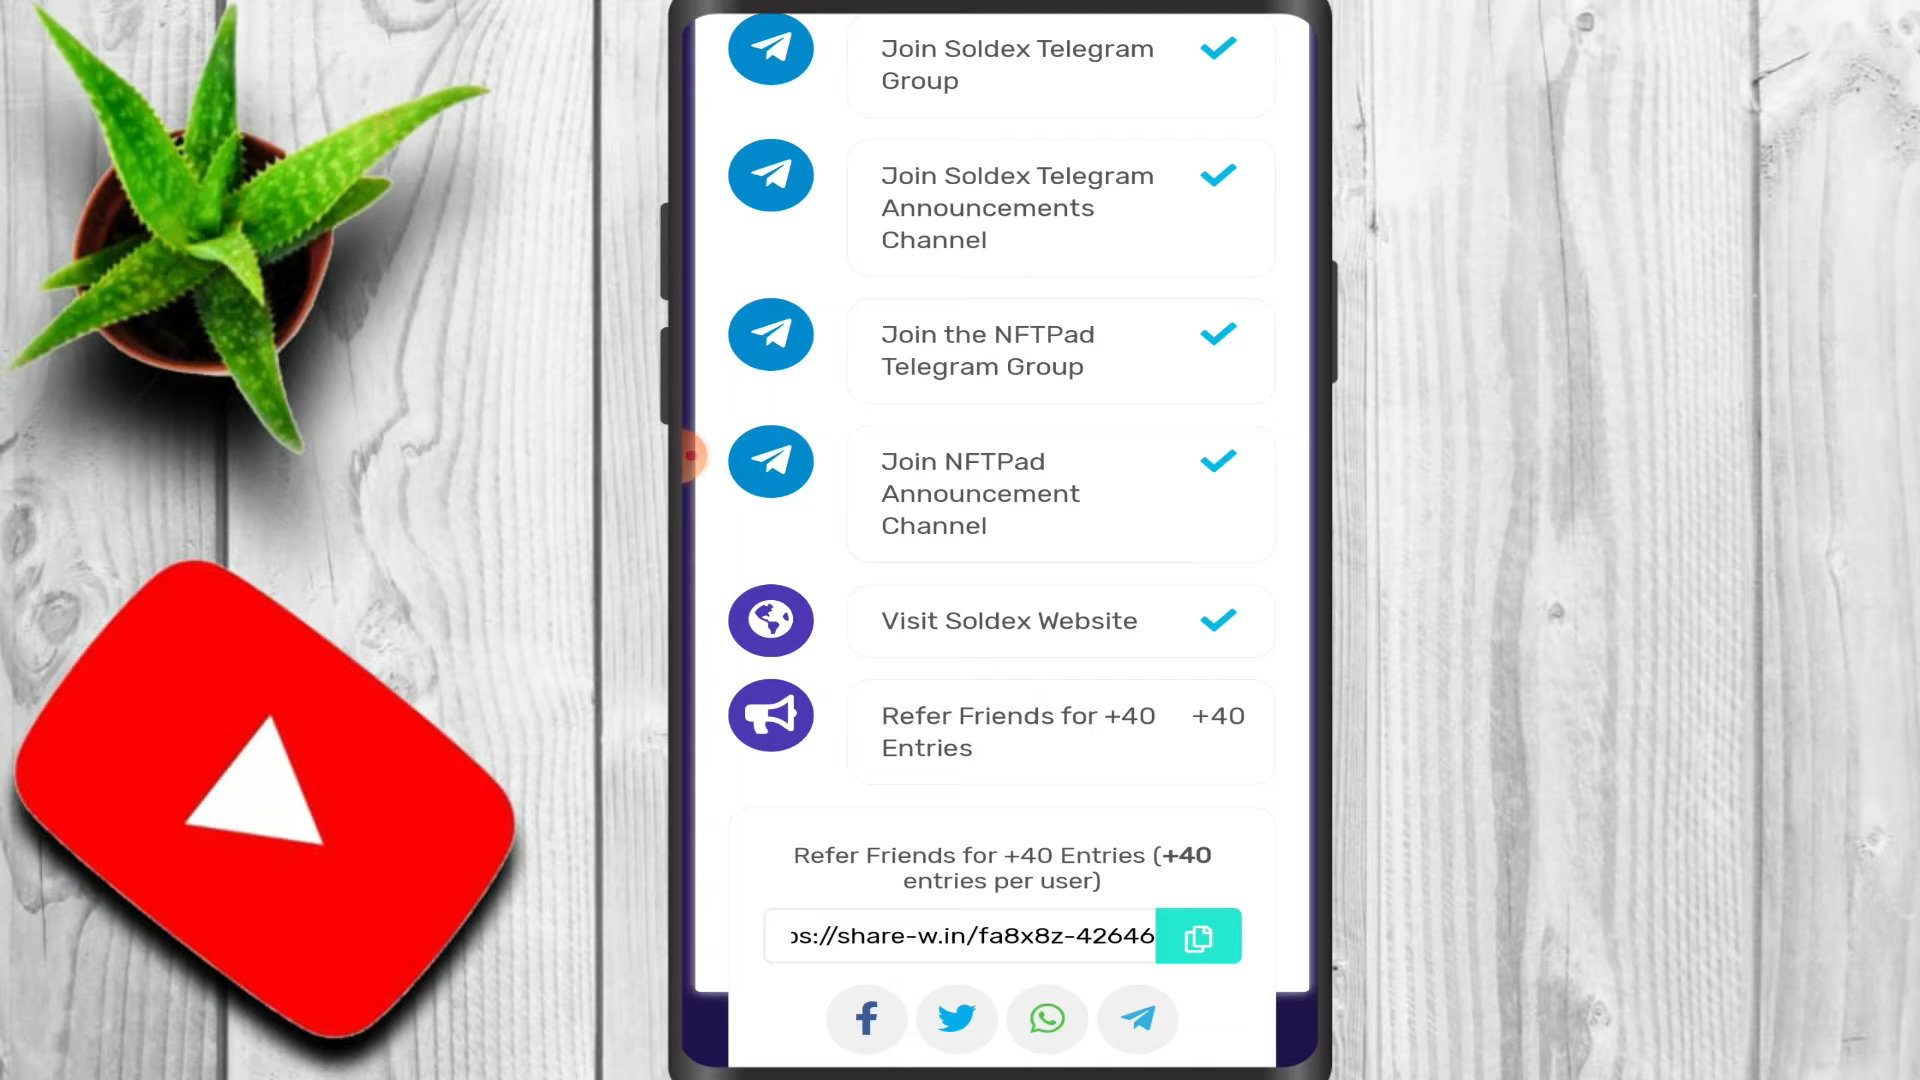 Join Soldex Telegram
Group
Join Soldex Telegram
Announcements
Channel
Join the NFTPad
Telegram Group
Join NFTPad
Announcement
Channel
Visit Soldex Website
Refer Friends for +40 +40
Entries
Refer Friends for +40 Entries (+40
entries per user)
ps://share-w.in/fa8x8z-42646